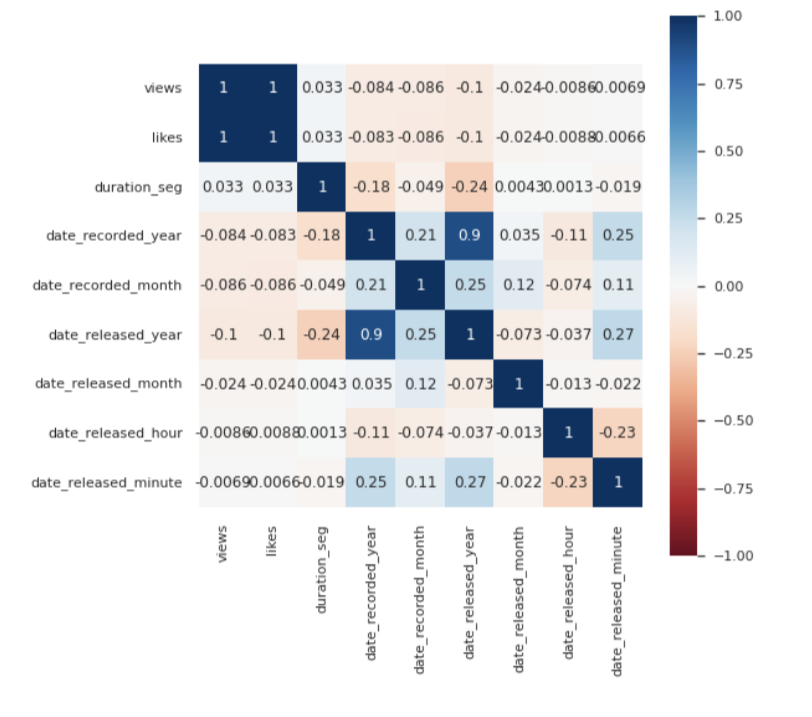 1.00
views 1 1 0.033 -0.084 -0.086 -0.1 -0.024 -0.0086 -0.0069
0.75
likes 1 1 0.033 -0.083 -0.086 -0.1 -0.024 -0.0088 -0.0066
0.50
duration_seg 0.033 0.033 1 -0.18 -0.049 -0.24 0.0043 0.0013 -0.019
0.25
date_recorded_year -0.084 -0.083 -0.18 1 0.21 0.9 0.035 -0.11 0.25
date_recorded_month -0.086 -0.086 -0.049 0.21 1 0.25 0.12 -0.074 0.11
0.00
date_released_year -0.1 -0.1 -0.24 0.9 0.25 1 -0.073 -0.037 0.27
−0.25
date_released_month -0.024 -0.024 0.0043 0.035 0.12 -0.073 1 -0.013 -0.022
−0.50
date_released_hour -0.0086 -0.0088 0.0013 -0.11 -0.074 -0.037 -0.013 1 -0.23
date_released_minute -0.0069 -0.0066 -0.019 0.25 0.11 0.27 -0.022 -0.23 1
−0.75
−1.00
views
likes
duration_seg
date_recorded_year
date_recorded_month
date_released_year
date_released_month
date_released_hour
date_released_minute